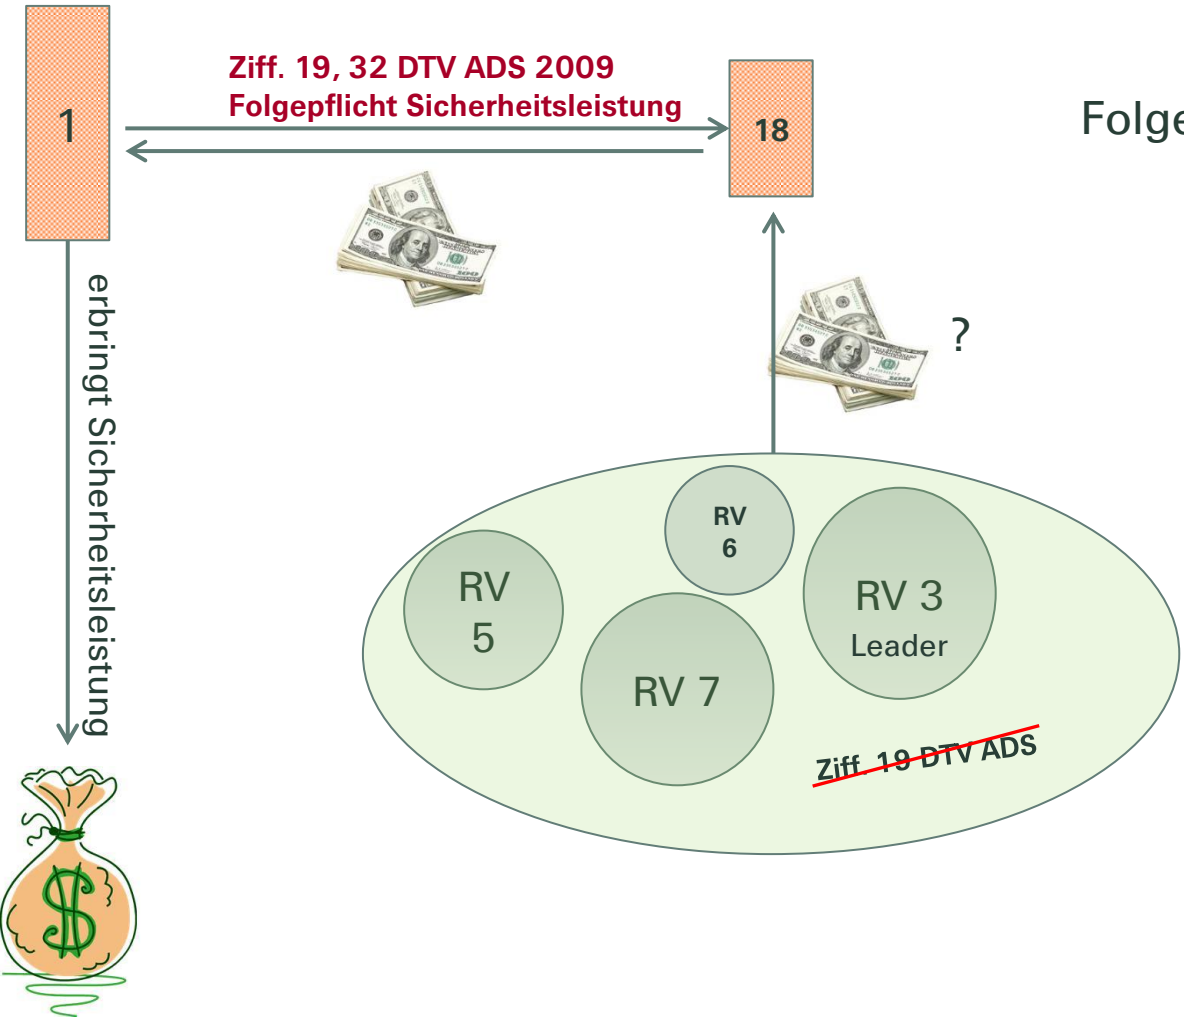 1
Ziff. 19, 32 DTV ADS 2009
Folgepflicht Sicherheitsleistung
18
Folge
erbringt Sicherheitsleistung
?
RV
6
RV
5
RV 7
RV 3
Leader
Ziff. 19 DTV ADS